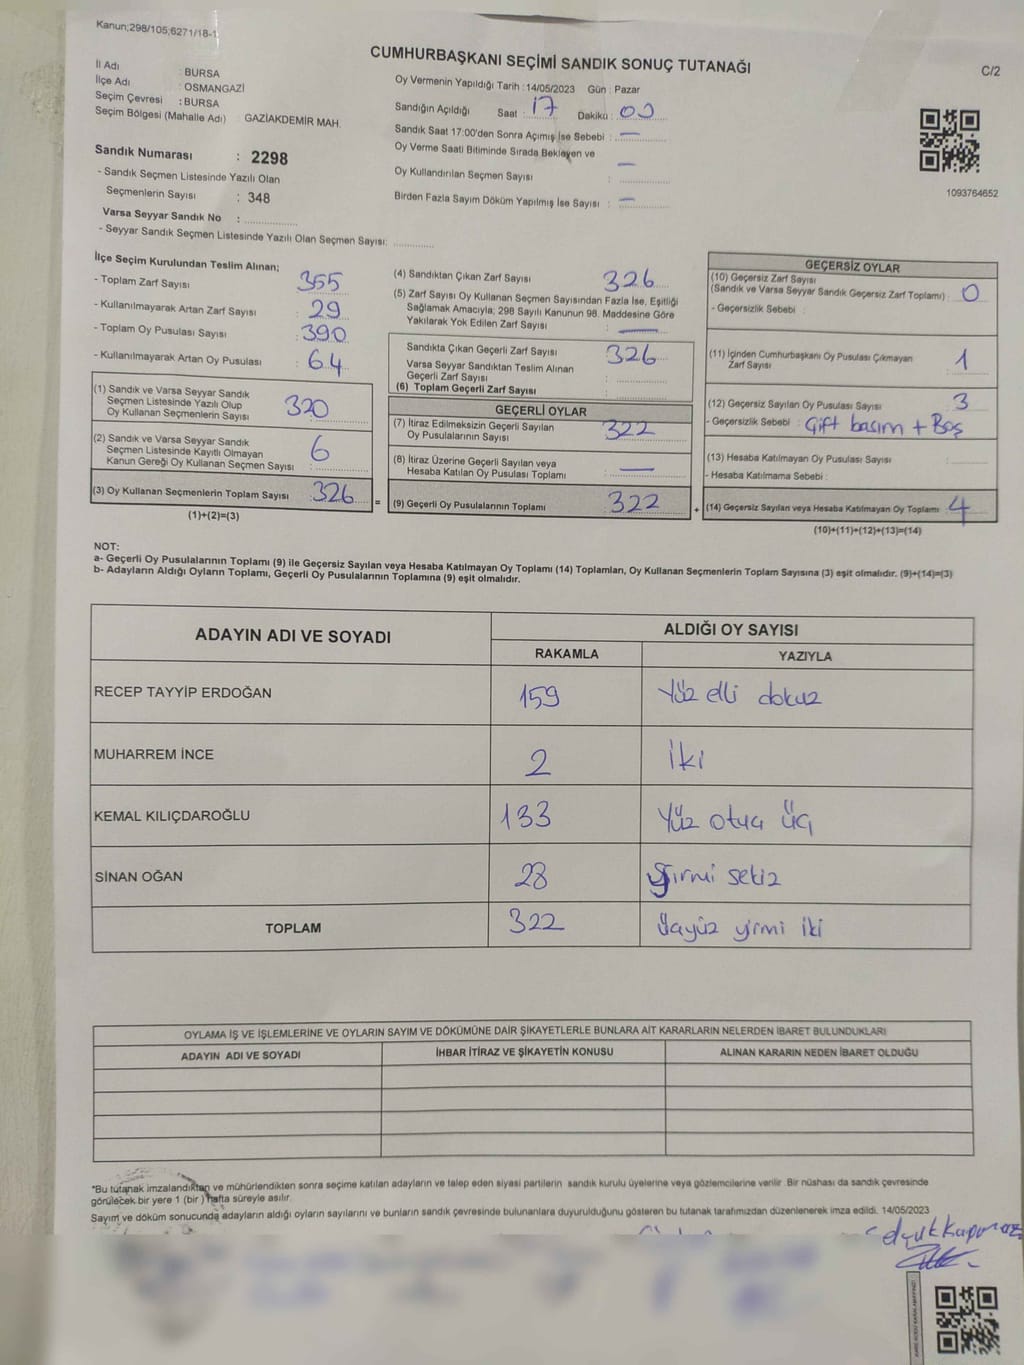 Kanun;298/105;6271/18-1
CUMHURBAŞKANI SEÇİMİ SANDIK SONUÇ TUTANAĞI
C/2
İl Adı : BURSA
İlçe Adı OSMANGAZİ
Seçim Çevresi : BURSA
Seçim Bölgesi (Mahalle Adı) : GAZİAKDEMİR MAH.
Sandık Numarası : 2298
- Sandık Seçmen Listesinde Yazılı Olan
Seçmenlerin Sayısı : 348
Varsa Seyyar Sandık No :
- Seyyar Sandık Seçmen Listesinde Yazılı Olan Seçmen Sayısı:
Oy Vermenin Yapıldığı Tarih : 14/05/2023 Gün : Pazar
Sandığın Açıldığı Saat : 17 Dakika : 00
Sandık Saat 17:00'den Sonra Açımış İse Sebebi : —
Oy Verme Saati Bitiminde Sırada Bekleyen ve
Oy Kullandırılan Seçmen Sayısı : —
Birden Fazla Sayım Döküm Yapılmış İse Sayısı : —
1093764652
İlçe Seçim Kurulundan Teslim Alınan;
- Toplam Zarf Sayısı : 355
- Kullanılmayarak Artan Zarf Sayısı : 29
- Toplam Oy Pusulası Sayısı : 390
- Kullanılmayarak Artan Oy Pusulası : 64
(1) Sandık ve Varsa Seyyar Sandık
Seçmen Listesinde Yazılı Olup
Oy Kullanan Seçmenlerin Sayısı : 320
(2) Sandık ve Varsa Seyyar Sandık
Seçmen Listesinde Kayıtlı Olmayan
Kanun Gereği Oy Kullanan Seçmen Sayısı : 6
(3) Oy Kullanan Seçmenlerin Toplam Sayısı : 326 =
(1)+(2)=(3)
(4) Sandıktan Çıkan Zarf Sayısı : 326
(5) Zarf Sayısı Oy Kullanan Seçmen Sayısından Fazla İse, Eşitliği
Sağlamak Amacıyla; 298 Sayılı Kanunun 98. Maddesine Göre
Yakılarak Yok Edilen Zarf Sayısı : —
Sandıkta Çıkan Geçerli Zarf Sayısı : 326
Varsa Seyyar Sandıktan Teslim Alınan
Geçerli Zarf Sayısı :
(6) Toplam Geçerli Zarf Sayısı :
GEÇERLİ OYLAR
(7) İtiraz Edilmeksizin Geçerli Sayılan
Oy Pusulalarının Sayısı : 322
(8) İtiraz Üzerine Geçerli Sayılan veya
Hesaba Katılan Oy Pusulası Toplamı : —
(9) Geçerli Oy Pusulalarının Toplamı : 322 +
GEÇERSİZ OYLAR
(10) Geçersiz Zarf Sayısı
(Sandık ve Varsa Seyyar Sandık Geçersiz Zarf Toplamı) : 0
- Geçersizlik Sebebi :
(11) İçinden Cumhurbaşkanı Oy Pusulası Çıkmayan
Zarf Sayısı : 1
(12) Geçersiz Sayılan Oy Pusulası Sayısı : 3
- Geçersizlik Sebebi : Çift basım + Boş
(13) Hesaba Katılmayan Oy Pusulası Sayısı :
- Hesaba Katılmama Sebebi :
(14) Geçersiz Sayılan veya Hesaba Katılmayan Oy Toplamı : 4
(10)+(11)+(12)+(13)=(14)
NOT:
a- Geçerli Oy Pusulalarının Toplamı (9) ile Geçersiz Sayılan veya Hesaba Katılmayan Oy Toplamı (14) Toplamları, Oy Kullanan Seçmenlerin Toplam Sayısına (3) eşit olmalıdır. (9)+(14)=(3)
b- Adayların Aldığı Oyların Toplamı, Geçerli Oy Pusulalarının Toplamına (9) eşit olmalıdır.
ADAYIN ADI VE SOYADI ALDIĞI OY SAYISI
RAKAMLA YAZIYLA
RECEP TAYYİP ERDOĞAN 159 Yüz elli dokuz
MUHARREM İNCE 2 İki
KEMAL KILIÇDAROĞLU 133 Yüz otuz üç
SİNAN OĞAN 28 yirmi sekiz
TOPLAM 322 Üçyüz yirmi iki
OYLAMA İŞ VE İŞLEMLERİNE VE OYLARIN SAYIM VE DÖKÜMÜNE DAİR ŞİKAYETLERLE BUNLARA AİT KARARLARIN NELERDEN İBARET BULUNDUKLARI
ADAYIN ADI VE SOYADI İHBAR İTİRAZ VE ŞİKAYETİN KONUSU ALINAN KARARIN NEDEN İBARET OLDUĞU
*Bu tutanak imzalandıktan ve mühürlendikten sonra seçime katılan adayların ve talep eden siyasi partilerin sandık kurulu üyelerine veya gözlemcilerine verilir. Bir nüshası da sandık çevresinde
görülecek bir yere 1 (bir) hafta süreyle asılır.
Sayım ve döküm sonucunda adayların aldığı oyların sayılarını ve bunların sandık çevresinde bulunanlara duyurulduğunu gösteren bu tutanak tarafımızdan düzenlenerek imza edildi. 14/05/2023